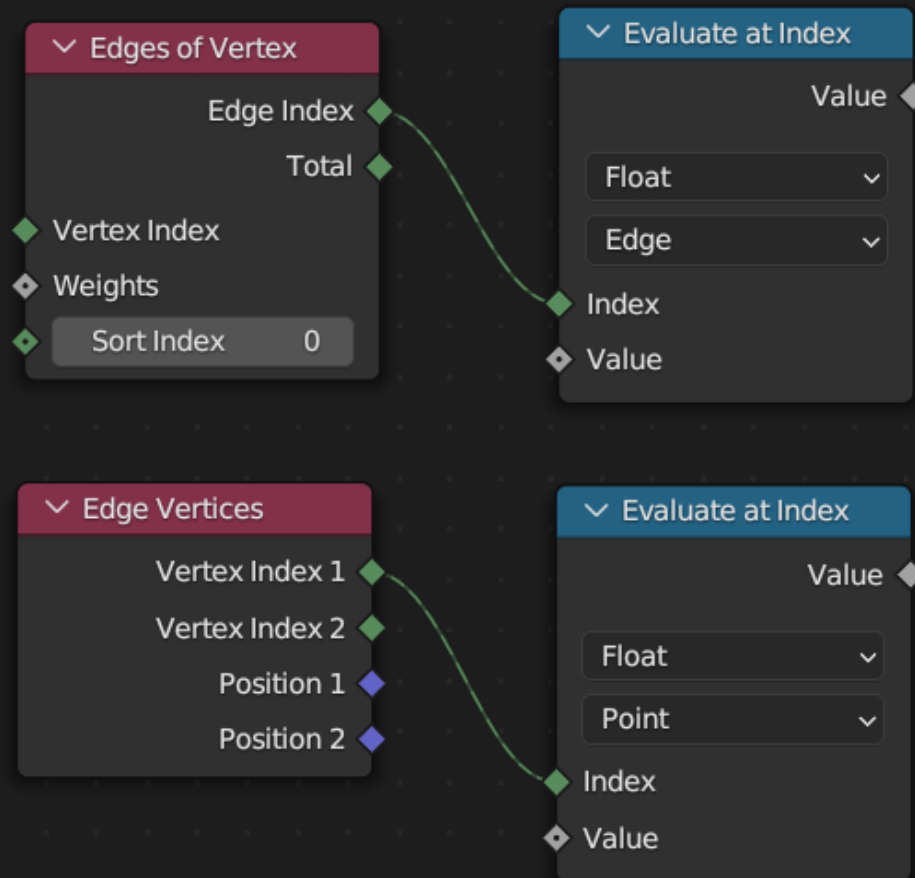 Edges of Vertex
Edge Index
Total
Vertex Index
Weights
Sort Index 0
Evaluate at Index
Value
Float
Edge
Index
Value
Edge Vertices
Vertex Index 1
Vertex Index 2
Position 1
Position 2
Evaluate at Index
Value
Float
Point
Index
Value